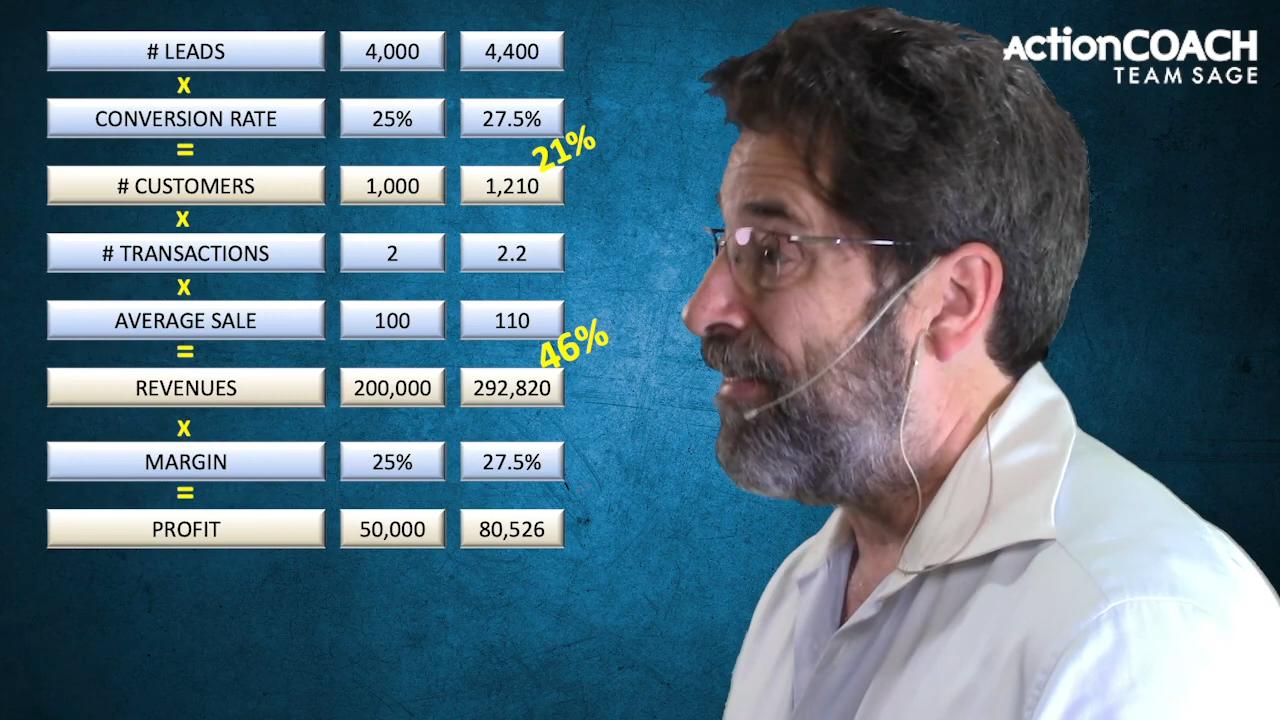 actionCOACH
TEAM SAGE
# LEADS 4,000 4,400
x
CONVERSION RATE 25% 27.5%
=
21%
# CUSTOMERS 1,000 1,210
x
# TRANSACTIONS 2 2.2
x
AVERAGE SALE 100 110
=
46%
REVENUES 200,000 292,820
x
MARGIN 25% 27.5%
=
PROFIT 50,000 80,526